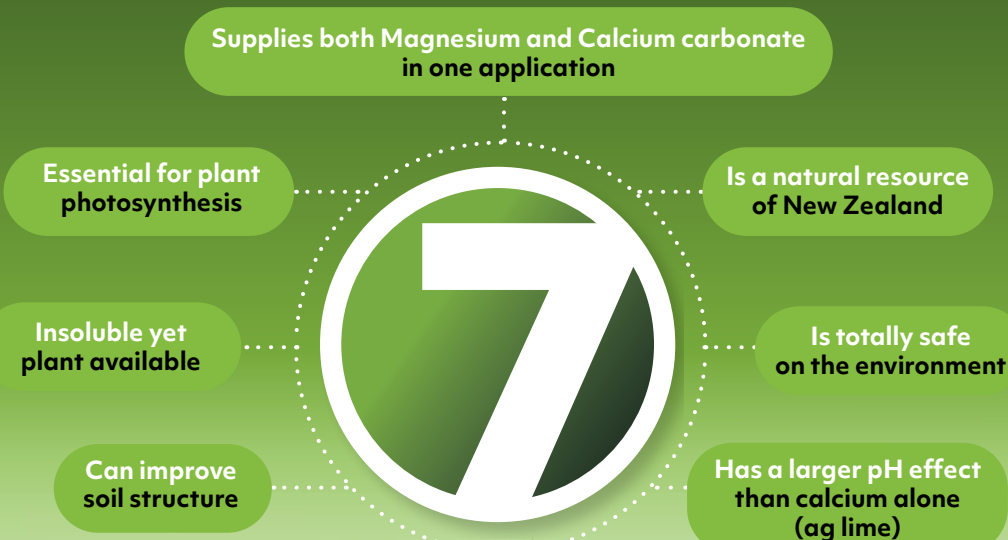 Supplies both Magnesium and Calcium carbonate
in one application
Essential for plant
photosynthesis
Is a natural resource
of New Zealand
7
Insoluble yet
plant available
Is totally safe
on the environment
Can improve
soil structure
Has a larger pH effect
than calcium alone
(ag lime)